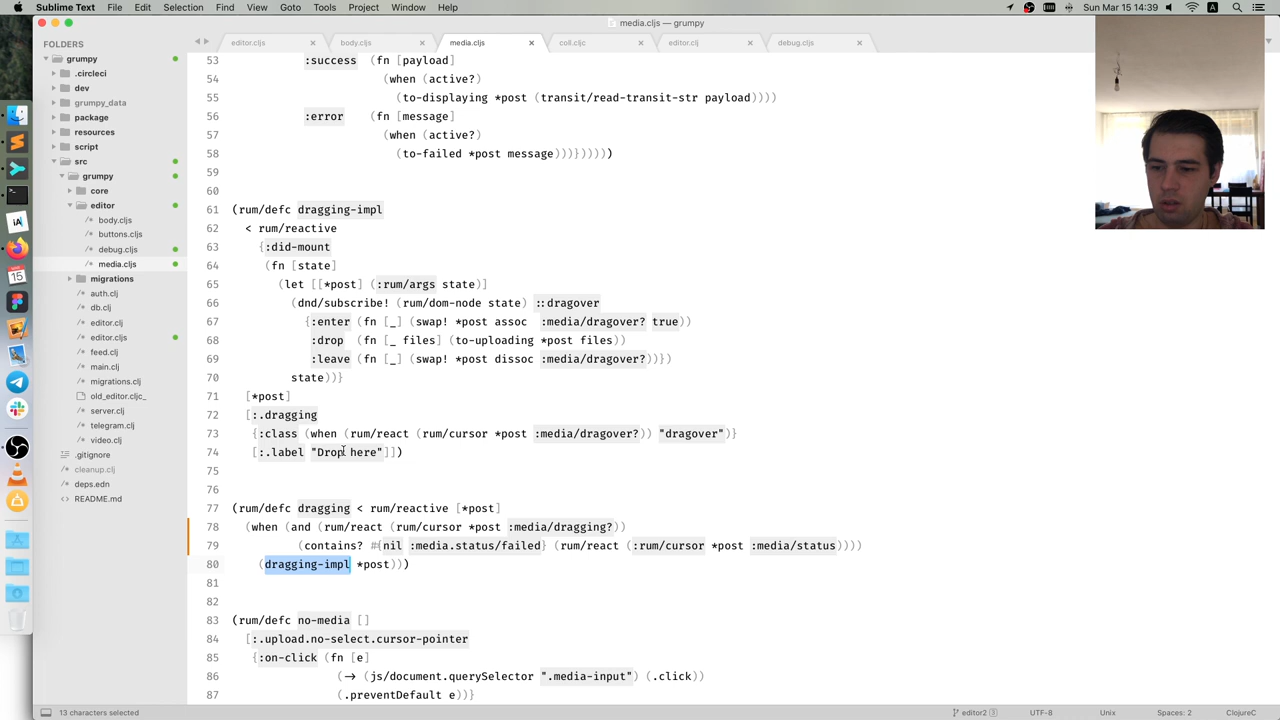 Sublime Text File Edit Selection Find View Goto Tools Project Window Help
Sun Mar 15 14:39
media.cljs — grumpy
editor.cljs body.cljs media.cljs coll.cljc editor.clj debug.cljs
FOLDERS
grumpy
.circleci
dev
grumpy_data
package
resources
script
src
grumpy
core
editor
body.cljs
buttons.cljs
debug.cljs
media.cljs
migrations
auth.clj
db.clj
editor.clj
editor.cljs
feed.clj
main.clj
migrations.clj
old_editor.cljc_
server.clj
telegram.clj
video.clj
.gitignore
cleanup.clj
deps.edn
README.md
53 :success (fn [payload]
54 (when (active?)
55 (to-displaying *post (transit/read-transit-str payload))))
56 :error (fn [message]
57 (when (active?)
58 (to-failed *post message)))}))))) 
59
60
61 (rum/defc dragging-impl
62 < rum/reactive
63 {:did-mount
64 (fn [state]
65 (let [[*post] (:rum/args state)]
66 (dnd/subscribe! (rum/dom-node state) ::dragover
67 {:enter (fn [_] (swap! *post assoc :media/dragover? true))
68 :drop (fn [_ files] (to-uploading *post files))
69 :leave (fn [_] (swap! *post dissoc :media/dragover?))})
70 state))}
71 [*post]
72 [:.dragging
73 {:class (when (rum/react (rum/cursor *post :media/dragover?)) "dragover")}
74 [:.label "Drop here"]])
75
76
77 (rum/defc dragging < rum/reactive [*post]
78 (when (and (rum/react (rum/cursor *post :media/dragging?))
79 (contains? #{nil :media.status/failed} (rum/react (:rum/cursor *post :media/status))))
80 (dragging-impl *post)))
81
82
83 (rum/defc no-media []
84 [:.upload.no-select.cursor-pointer
85 {:on-click (fn [e]
86 (-> (js/document.querySelector ".media-input") (.click))
87 (.preventDefault e))}
13 characters selected
editor2 3 UTF-8 Unix Spaces: 2 ClojureC